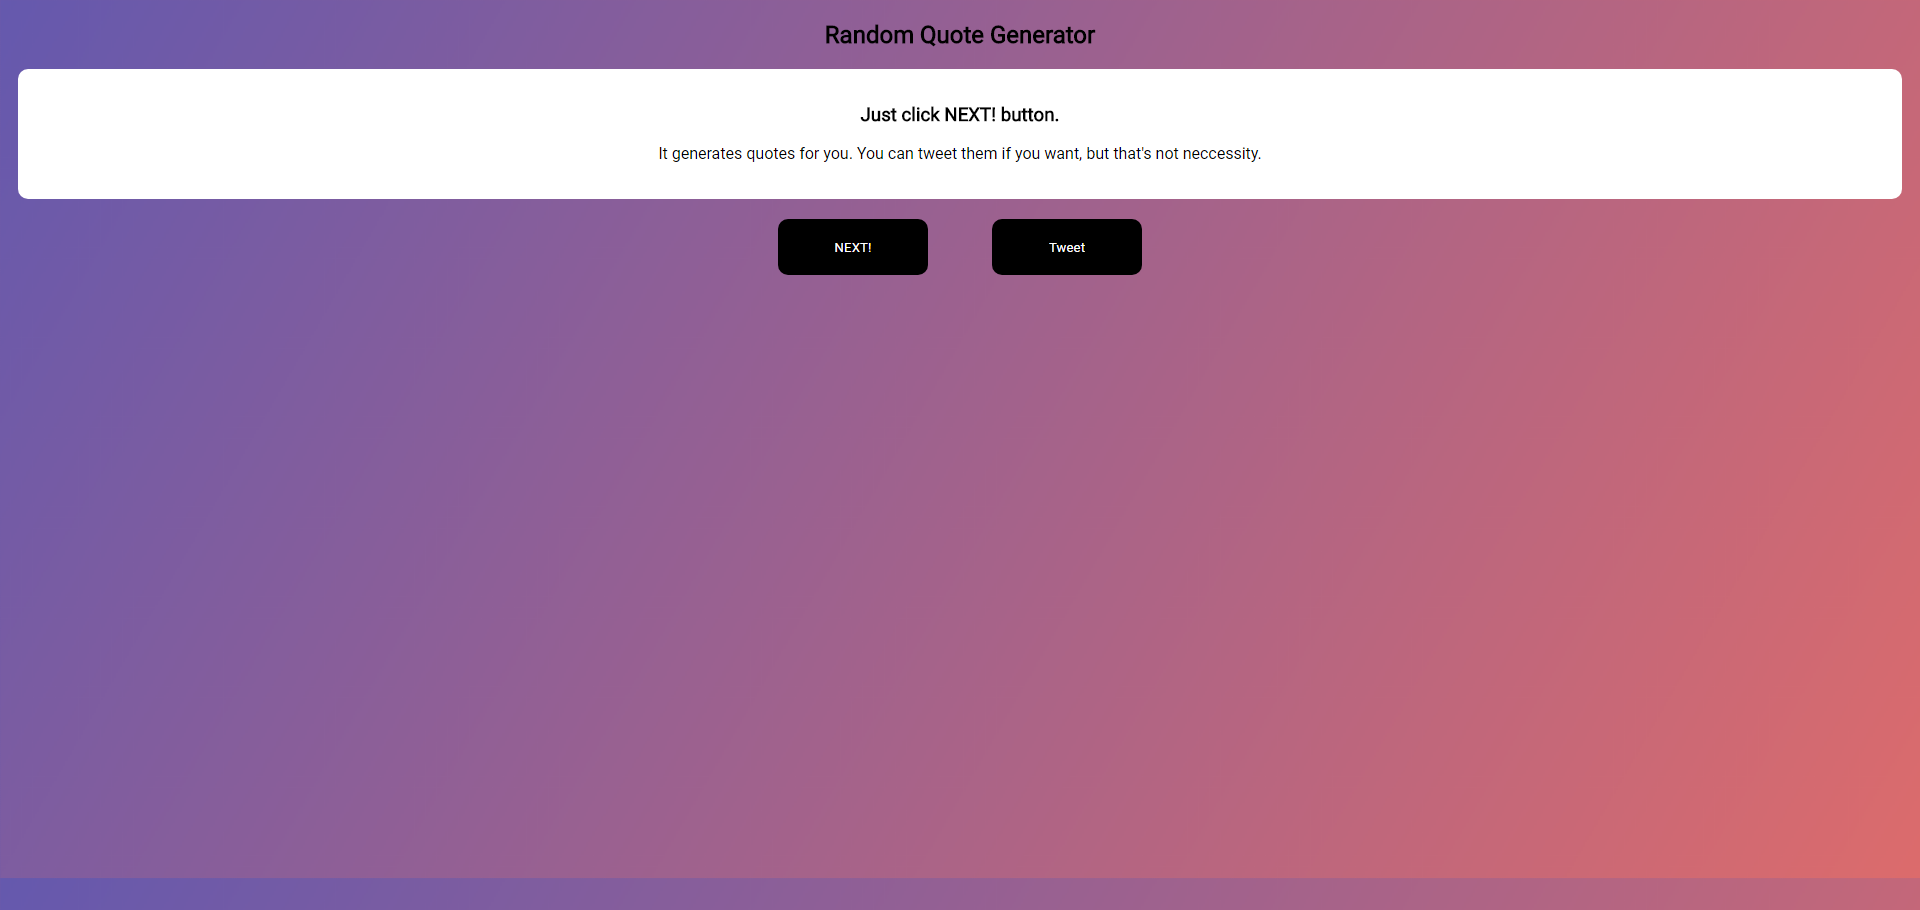 Random Quote Generator
Just click NEXT! button.
It generates quotes for you. You can tweet them if you want, but that's not neccessity.
NEXT!
Tweet